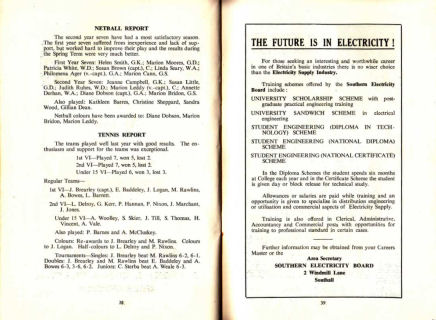 NETBALL REPORT
The second year seven have had a most satisfactory season.
The first year seven suffered from inexperience and lack of sup-
port, but worked hard to improve their play and the results during
the Spring Term were very much better.
First Year Seven: Helm Smith, G.K.; Marion Moores, G.D.;
Patricia White, W.D.; Susan Brown (capt.), C.; Linda Seary, W.A.;
Philomena Ager (v.-capt.), G.A.; Marion Cann, G.S.
Second Year Seven: Joanna Campbell, G.K.; Susan Little,
G.D.; Judith Ruhes, W.D.; Marion Leddy (v.-capt.), C.; Annette
Derhan, W.A.; Diane Dobson (capt.), G.A.; Marion Bridon, G.S.
Also played: Kathleen Barrea, Christine Sheppard, Sandra
Wood, Gillian Dean.
Netball colours have been awarded to: Diane Dobson, Marion
Bridon, Marion Leddy.
TENNIS REPORT
The teams played well last year with good results. The en-
thusiasm and support for the teams was exceptional.
1st VI—Played 7, won 5, lost 2.
2nd VI—Played 7, won 5, lost 2.
Under 15 VI—Played 6, won 3, lost 3.
Regular Teams—
1st VI—J. Brearley (capt.), E. Baddeley, J. Logan, M. Rawlins,
A. Bowes, L. Barrett.
2nd VI—L. Delroy, G. Kerr, P. Hannan, P. Nixon, J. Marchant,
J. Jones.
Under 15 VI—A. Woolley, S. Skier, J. Till, S. Thomas, H.
Vincent, A. Vale.
Also played: P. Barnes and A. McCluskey.
Colours: Re-awards to J. Brearley and M. Rawlins. Colours
to J. Logan. Half-colours to L. Delroy and P. Nixon.
Tournaments—Singles: J. Brearley beat M. Rawlins 6-2, 6-1.
Doubles: J. Brearley and M. Rawlins beat E. Baddeley and A.
Bowes 6-3, 3-6, 6-2. Juniors: C. Sterba beat A. Weale 6-3.
38
THE FUTURE IS IN ELECTRICITY !
For those seeking an interesting and worthwhile career
in one of Britain's basic industries there is no wiser choice
than the Electricity Supply Industry.
Training schemes offered by the Southern Electricity
Board include :
UNIVERSITY SCHOLARSHIP SCHEME with post-
graduate practical engineering training
UNIVERSITY SANDWICH SCHEME in electrical
engineering
STUDENT ENGINEERING (DIPLOMA IN TECH-
NOLOGY) SCHEME
STUDENT ENGINEERING (NATIONAL DIPLOMA)
SCHEME
STUDENT ENGINEERING (NATIONAL CERTIFICATE)
SCHEME
In the Diploma Schemes the student spends six months
at College each year and in the Certificate Scheme the student
is given day or block release for technical study.
Allowances or salaries are paid while training and an
opportunity is given to specialist in distribution engineering
or utilisation and commercial aspects of Electricity Supply.
Training is also offered in Clerical, Administrative,
Accountancy and Commercial posts with opportunities for
training to professional standard in certain cases.
Further information may be obtained from your Careers
Master or the
Area Secretary
SOUTHERN ELECTRICITY BOARD
2 Windmill Lane
Southall
39